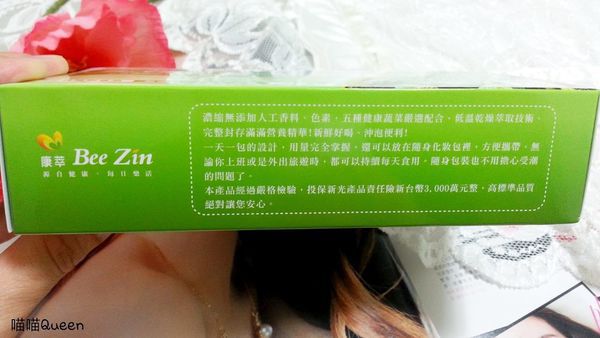 康萃 Bee Zin
源自健康，每日樂活
濃縮無添加人工香料、色素，五種健康蔬菜嚴選配合、低溫乾燥萃取技術、
完整封存滿滿營養精華!新鮮好喝、沖泡便利!
一天一包的設計，用量完全掌握，還可以放在隨身化妝包裡，方便攜帶，無
論你上班或是外出旅遊時，都可以持續每天食用，隨身包裝也不用擔心受潮
的問題了。
本產品經過嚴格檢驗，投保新光產品責任險新台幣3,000萬元整，高標準品質
絕對讓您安心。
喵喵Queen